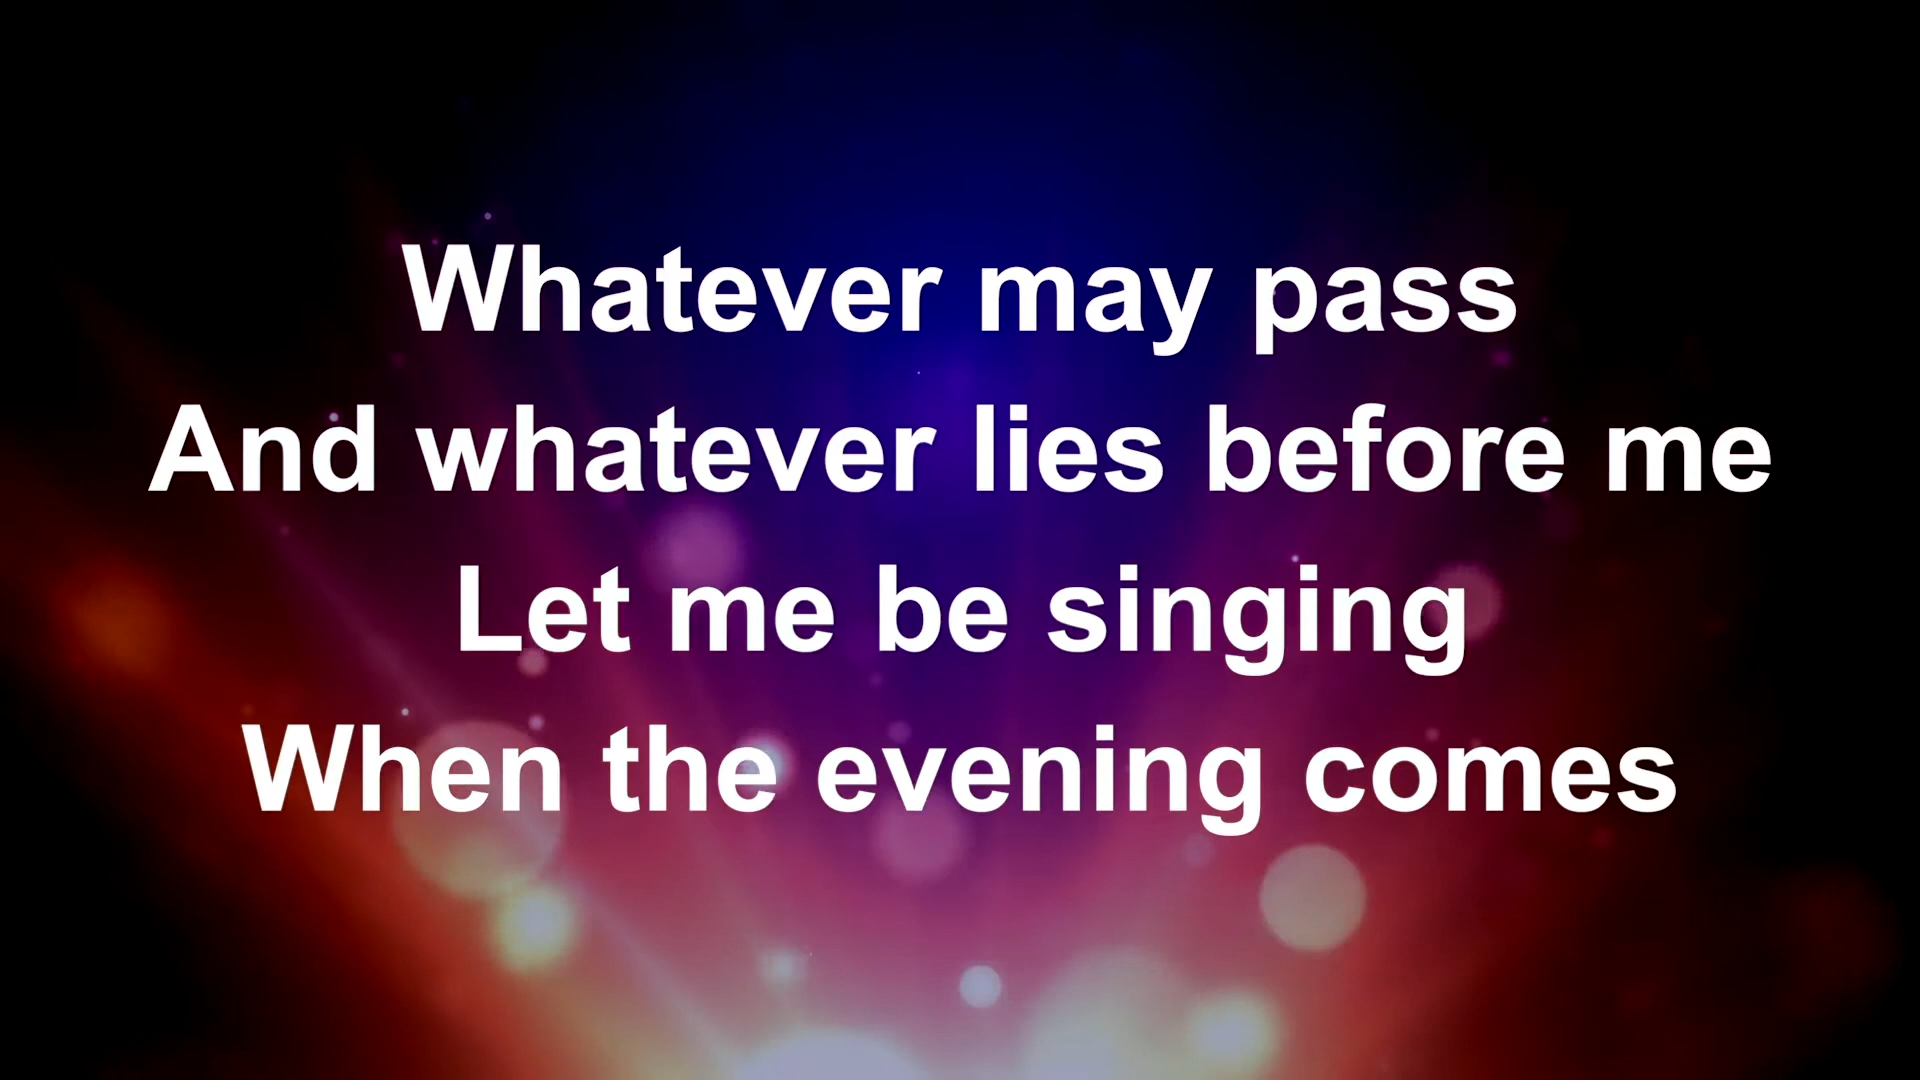 Whatever may pass
And whatever lies before me
Let me be singing
When the evening comes